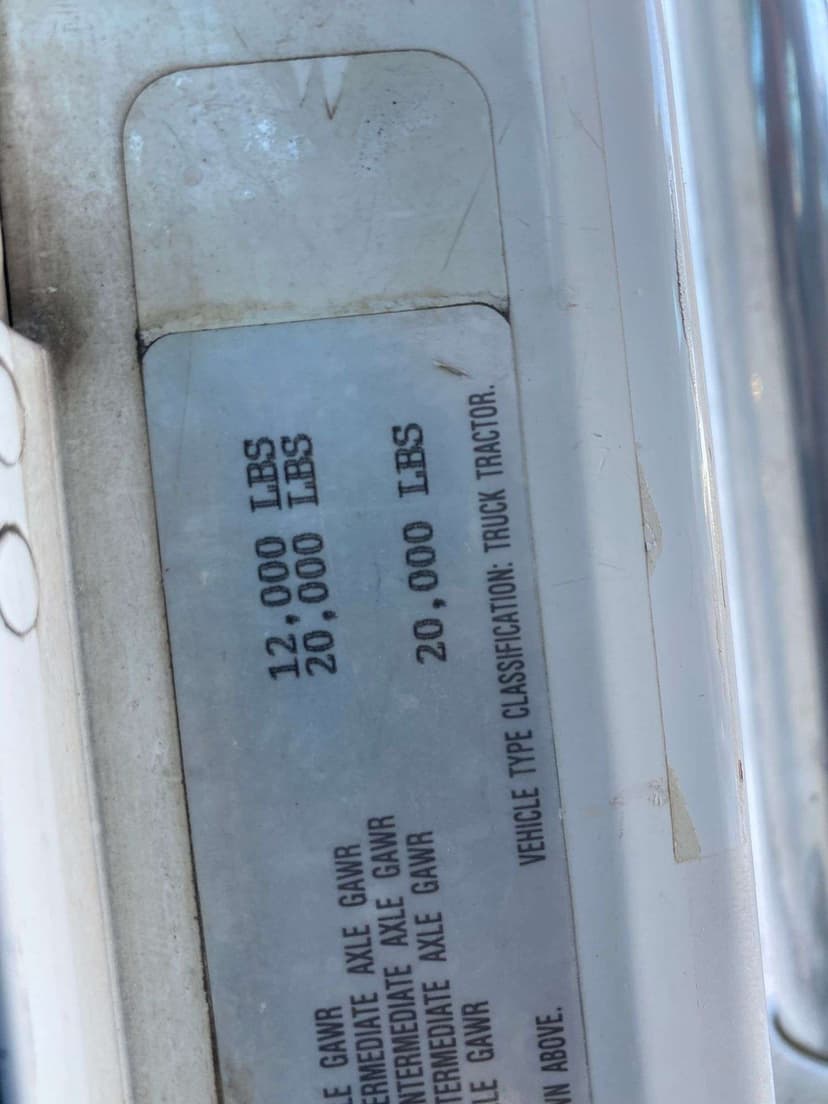 LE GAWR 12,000 LBS
ERMEDIATE AXLE GAWR 20,000 LBS
NTERMEDIATE AXLE GAWR
TERMEDIATE AXLE GAWR
LE GAWR 20,000 LBS
WN ABOVE. VEHICLE TYPE CLASSIFICATION: TRUCK TRACTOR.